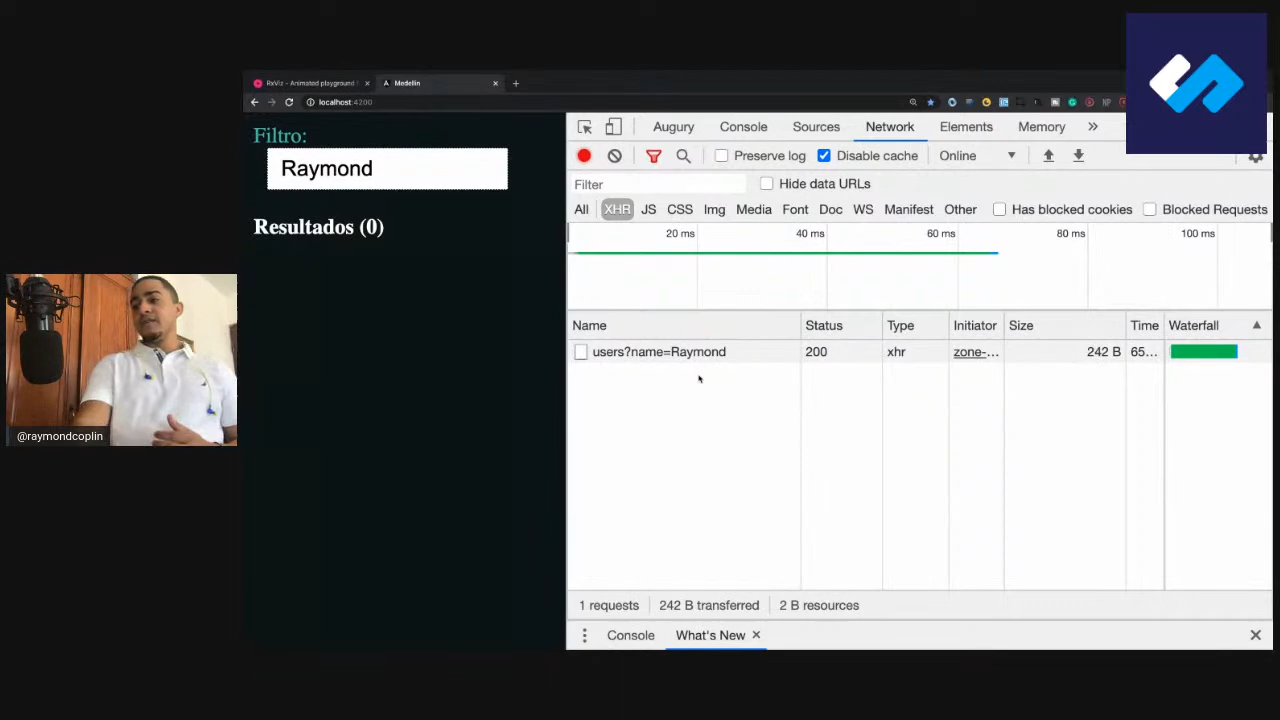 RxViz - Animated playground
Medellin
localhost:4200
Filtro:
Raymond
Resultados (0)
@raymondcoplin
Augury Console Sources Network Elements Memory
Preserve log Disable cache Online
Filter Hide data URLs
All XHR JS CSS Img Media Font Doc WS Manifest Other Has blocked cookies Blocked Requests
20 ms 40 ms 60 ms 80 ms 100 ms
Name Status Type Initiator Size Time Waterfall
users?name=Raymond 200 xhr zone-... 242 B 65...
1 requests 242 B transferred 2 B resources
Console What's New